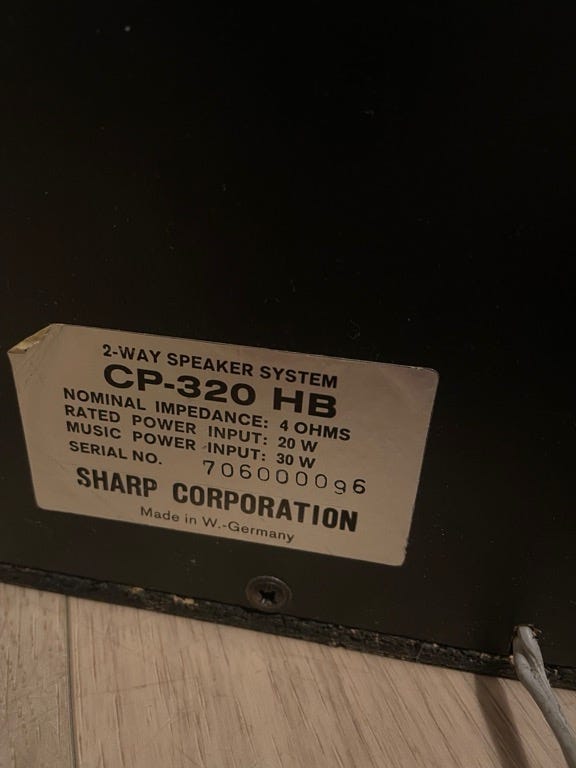 2-WAY SPEAKER SYSTEM
CP-320 HB
NOMINAL IMPEDANCE: 4 OHMS
RATED POWER INPUT: 20 W
MUSIC POWER INPUT: 30 W
SERIAL NO. 706000096
SHARP CORPORATION
Made in W.-Germany